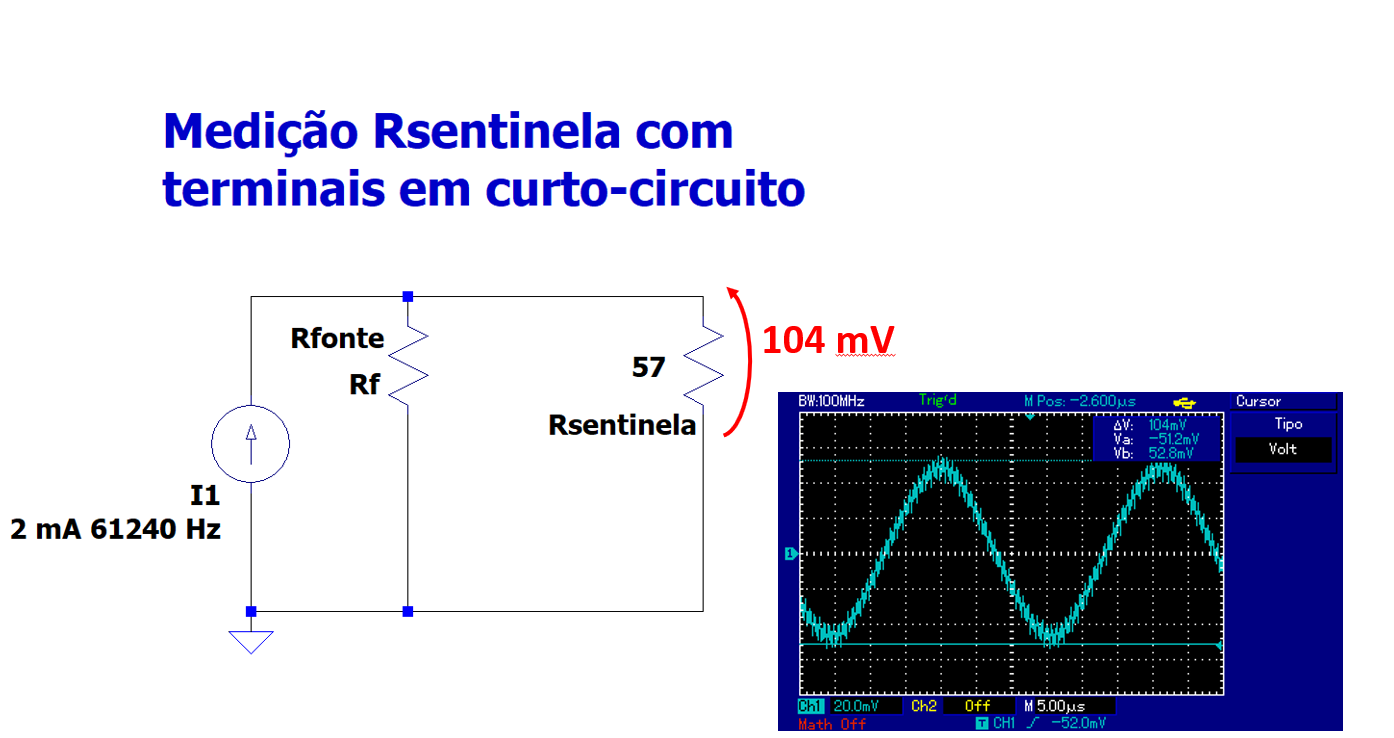 Medição Rsentinela com
terminais em curto-circuito
Rfonte
Rf
57
Rsentinela
104 mV
I1
2 mA 61240 Hz
BW:100MHz Trig'd M Pos: -2.600µs Cursor
ΔV: 104mV
Va: -51.2mV
Vb: 52.8mV
Tipo
Volt
1
Ch1 20.0mV Ch2 Off M 5.00µs
Math Off T CH1 -52.0mV